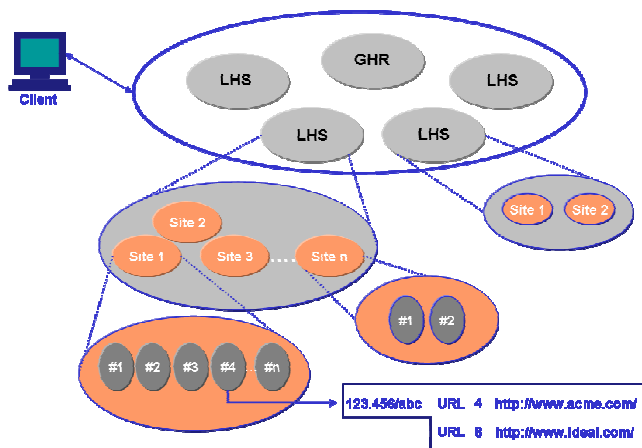 GHR
LHS
LHS
Client
LHS
LHS
Site 1 Site 2
Site 2
Site 1 Site 3 .... Site n
#1 #2
#1 #2 #3 #4 ... #n
123.456/abc URL 4 http://www.acme.com/
URL 8 http://www.ideal.com/